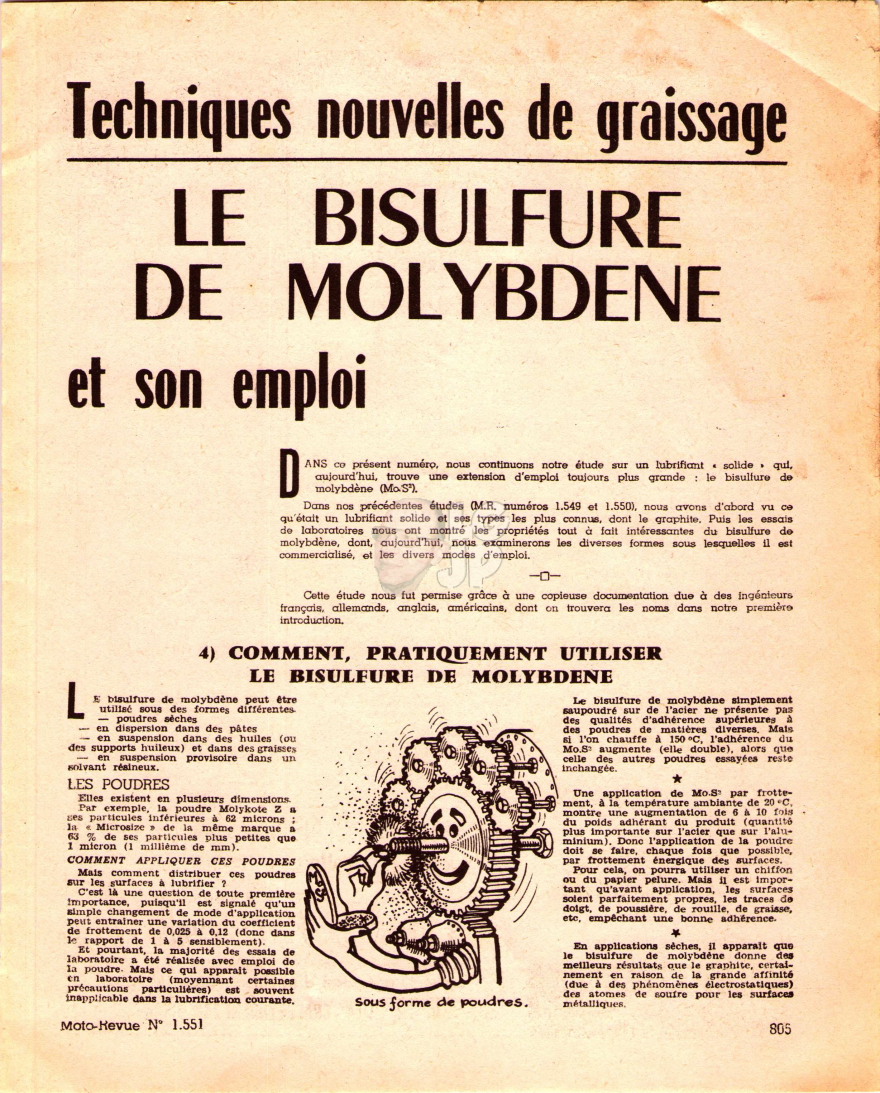 Techniques nouvelles de graissage
LE BISULFURE
DE MOLYBDENE
et son emploi
DANS ce présent numéro, nous continuons notre étude sur un lubrifiant « solide » qui,
aujourd'hui, trouve une extension d'emploi toujours plus grande : le bisulfure de
molybdène (Mo.S²).
Dans nos précédentes études (M.R. numéros 1.549 et 1.550), nous avons d'abord vu ce
qu'était un lubrifiant solide et ses types les plus connus, dont le graphite. Puis les essais
de laboratoires nous ont montré les propriétés tout à fait intéressantes du bisulfure de
molybdène, dont, aujourd'hui, nous examinerons les diverses formes sous lesquelles il est
commercialisé, et les divers modes d'emploi.
Cette étude nous fut permise grâce à une copieuse documentation due à des ingénieurs
français, allemands, anglais, américains, dont on trouvera les noms dans notre première
introduction.
4) COMMENT, PRATIQUEMENT UTILISER
LE BISULFURE DE MOLYBDENE
LE bisulfure de molybdène peut être
utilisé sous des formes différentes.
— poudres sèches
— en dispersion dans des pâtes
— en suspension dans des huiles (ou
des supports huileux) et dans des graisses
— en suspension provisoire dans un
solvant résineux.
LES POUDRES
Elles existent en plusieurs dimensions.
Par exemple, la poudre Molykote Z a
ses particules inférieures à 62 microns ;
la « Microsize » de la même marque a
63 % de ses particules plus petites que
1 micron (1 millième de mm).
COMMENT APPLIQUER CES POUDRES
Mais comment distribuer ces poudres
sur les surfaces à lubrifier ?
C'est là une question de toute première
importance, puisqu'il est signalé qu'un
simple changement de mode d'application
peut entraîner une variation du coefficient
de frottement de 0,025 à 0,12 (donc dans
le rapport de 1 à 5 sensiblement).
Et pourtant, la majorité des essais de
laboratoire a été réalisée avec emploi de
la poudre. Mais ce qui apparaît possible
en laboratoire (moyennant certaines
précautions particulières) est souvent
inapplicable dans la lubrification courante.
sous forme de poudres.
Le bisulfure de molybdène simplement
saupoudré sur de l'acier ne présente pas
des qualités d'adhérence supérieures à
des poudres de matières diverses. Mais
si l'on chauffe à 150 °C, l'adhérence du
Mo.S² augmente (elle double), alors que
celle des autres poudres essayées reste
inchangée.
Une application de Mo.S² par frotte-
ment, à la température ambiante de 20 °C,
montre une augmentation de 6 à 10 fois
du poids adhérant du produit (quantité
plus importante sur l'acier que sur l'alu-
minium). Donc l'application de la poudre
doit se faire, chaque fois que possible,
par frottement énergique des surfaces.
Pour cela, on pourra utiliser un chiffon
ou du papier pelure. Mais il est impor-
tant qu'avant application, les surfaces
soient parfaitement propres, les traces de
doigt, de poussière, de rouille, de graisse,
etc, empêchant une bonne adhérence.
En applications sèches, il apparaît que
le bisulfure de molybdène donne des
meilleurs résultats que le graphite, certai-
nement en raison de la grande affinité
(due à des phénomènes électrostatiques)
des atomes de soufre pour les surfaces
métalliques.
Moto-Revue N° 1.551
805